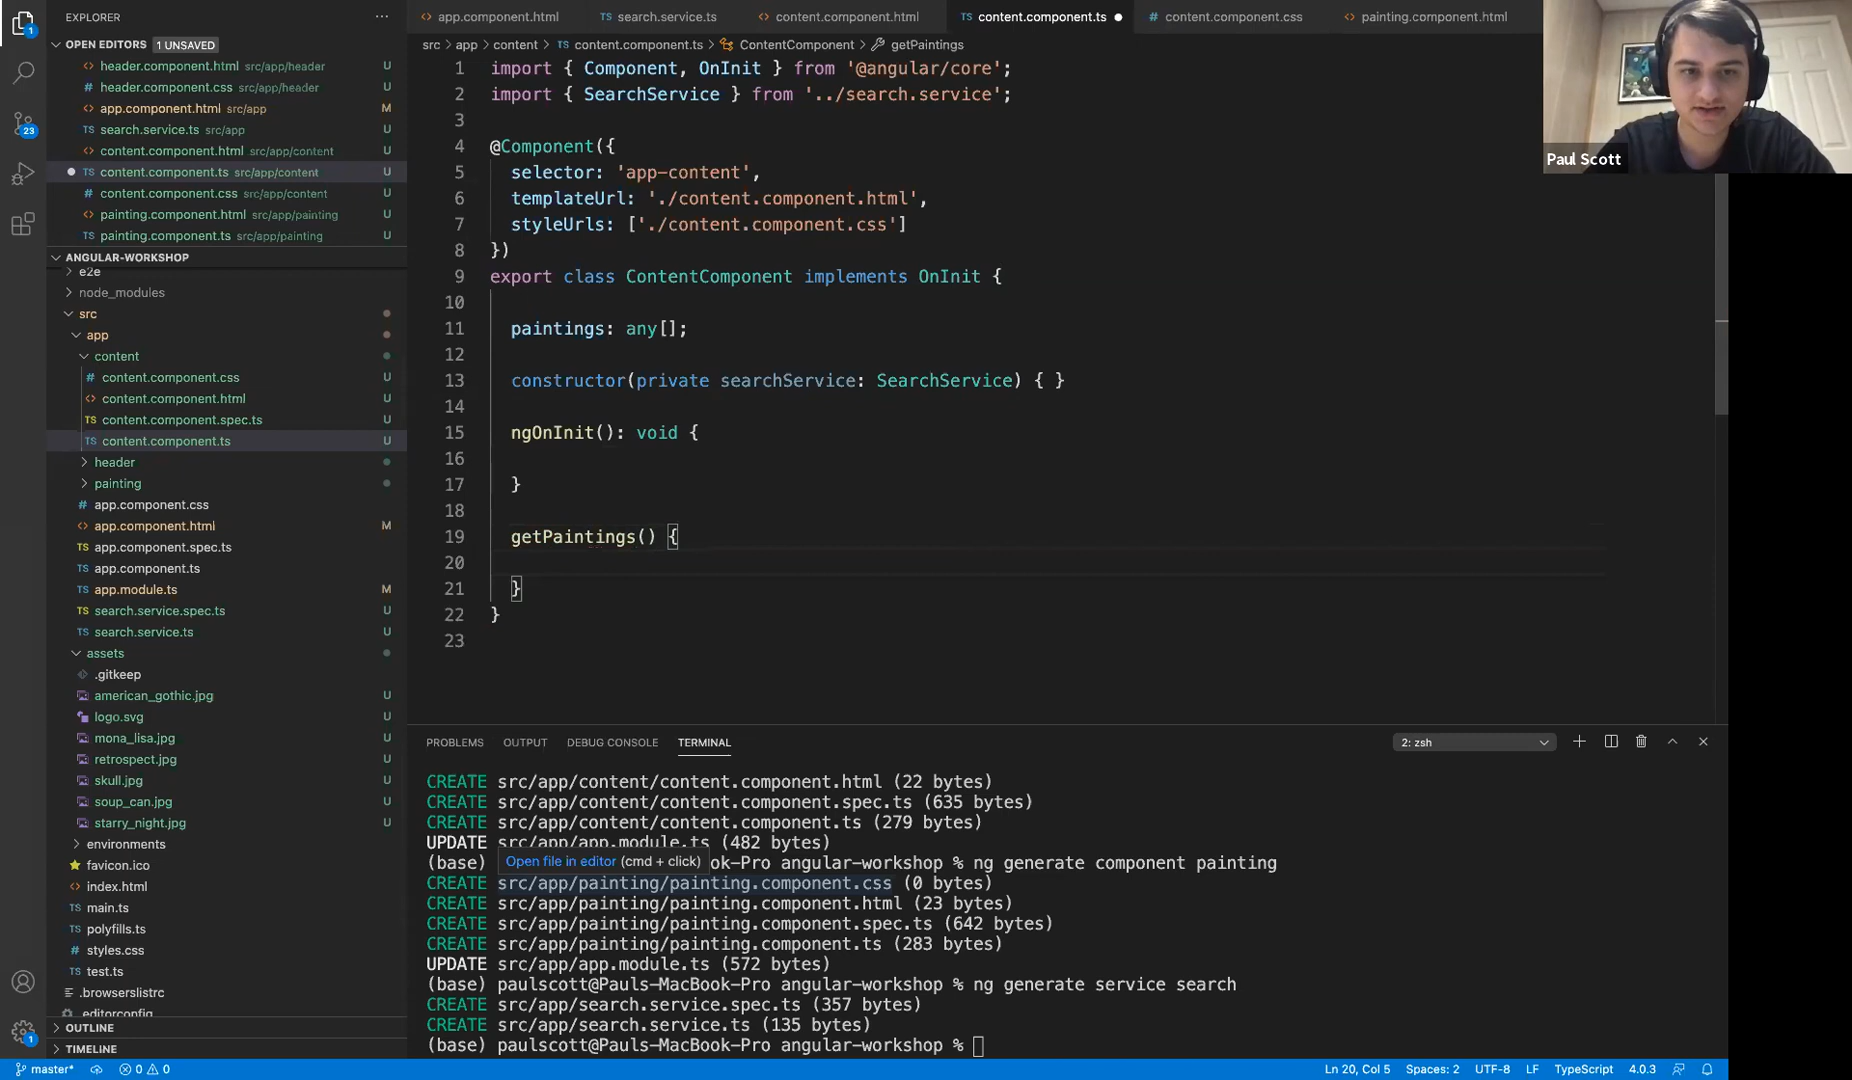 EXPLORER
OPEN EDITORS 1 UNSAVED
header.component.html src/app/header U
header.component.css src/app/header U
app.component.html src/app M
search.service.ts src/app U
content.component.html src/app/content U
TS content.component.ts src/app/content U
content.component.css src/app/content U
painting.component.html src/app/painting U
TS painting.component.ts src/app/painting U
ANGULAR-WORKSHOP
e2e
node_modules
src
app
content
# content.component.css U
<> content.component.html U
TS content.component.spec.ts U
TS content.component.ts U
header
painting
# app.component.css
<> app.component.html M
TS app.component.spec.ts
TS app.component.ts
TS app.module.ts M
TS search.service.spec.ts U
TS search.service.ts U
assets
.gitkeep
american_gothic.jpg U
logo.svg U
mona_lisa.jpg U
retrospect.jpg U
skull.jpg U
soup_can.jpg U
starry_night.jpg U
environments
favicon.ico
<> index.html
TS main.ts
TS polyfills.ts
# styles.css
TS test.ts
.browserslistrc
.editorconfig
OUTLINE
TIMELINE
1
23
1
<> app.component.html
TS search.service.ts
<> content.component.html
TS content.component.ts
# content.component.css
<> painting.component.html
src > app > content > TS content.component.ts > ContentComponent > getPaintings
1 import { Component, OnInit } from '@angular/core';
2 import { SearchService } from '../search.service';
3
4 @Component({
5 selector: 'app-content',
6 templateUrl: './content.component.html',
7 styleUrls: ['./content.component.css']
8 })
9 export class ContentComponent implements OnInit {
10
11 paintings: any[];
12
13 constructor(private searchService: SearchService) { }
14
15 ngOnInit(): void {
16
17 }
18
19 getPaintings() {
20
21 }
22 }
23
Paul Scott
PROBLEMS OUTPUT DEBUG CONSOLE TERMINAL 2: zsh
CREATE src/app/content/content.component.html (22 bytes)
CREATE src/app/content/content.component.spec.ts (635 bytes)
CREATE src/app/content/content.component.ts (279 bytes)
UPDATE src/app/app.module.ts (482 bytes)
Open file in editor (cmd + click)
(base) ook-Pro angular-workshop % ng generate component painting
CREATE src/app/painting/painting.component.css (0 bytes)
CREATE src/app/painting/painting.component.html (23 bytes)
CREATE src/app/painting/painting.component.spec.ts (642 bytes)
CREATE src/app/painting/painting.component.ts (283 bytes)
UPDATE src/app/app.module.ts (572 bytes)
(base) paulscott@Pauls-MacBook-Pro angular-workshop % ng generate service search
CREATE src/app/search.service.spec.ts (357 bytes)
CREATE src/app/search.service.ts (135 bytes)
(base) paulscott@Pauls-MacBook-Pro angular-workshop %
master* 0 0 Ln 20, Col 5 Spaces: 2 UTF-8 LF TypeScript 4.0.3